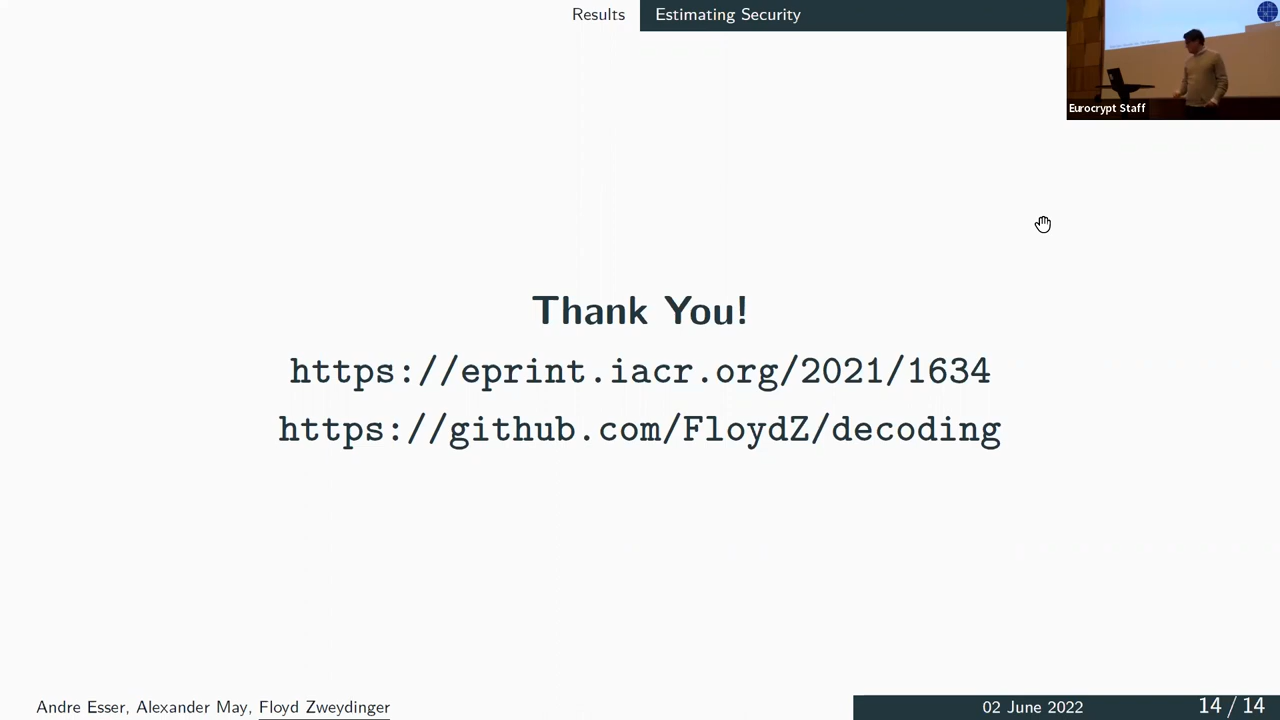 Results Estimating Security
Eurocrypt Staff
Thank You!
https://eprint.iacr.org/2021/1634
https://github.com/FloydZ/decoding
Andre Esser, Alexander May, Floyd Zweydinger
02 June 2022
14 / 14